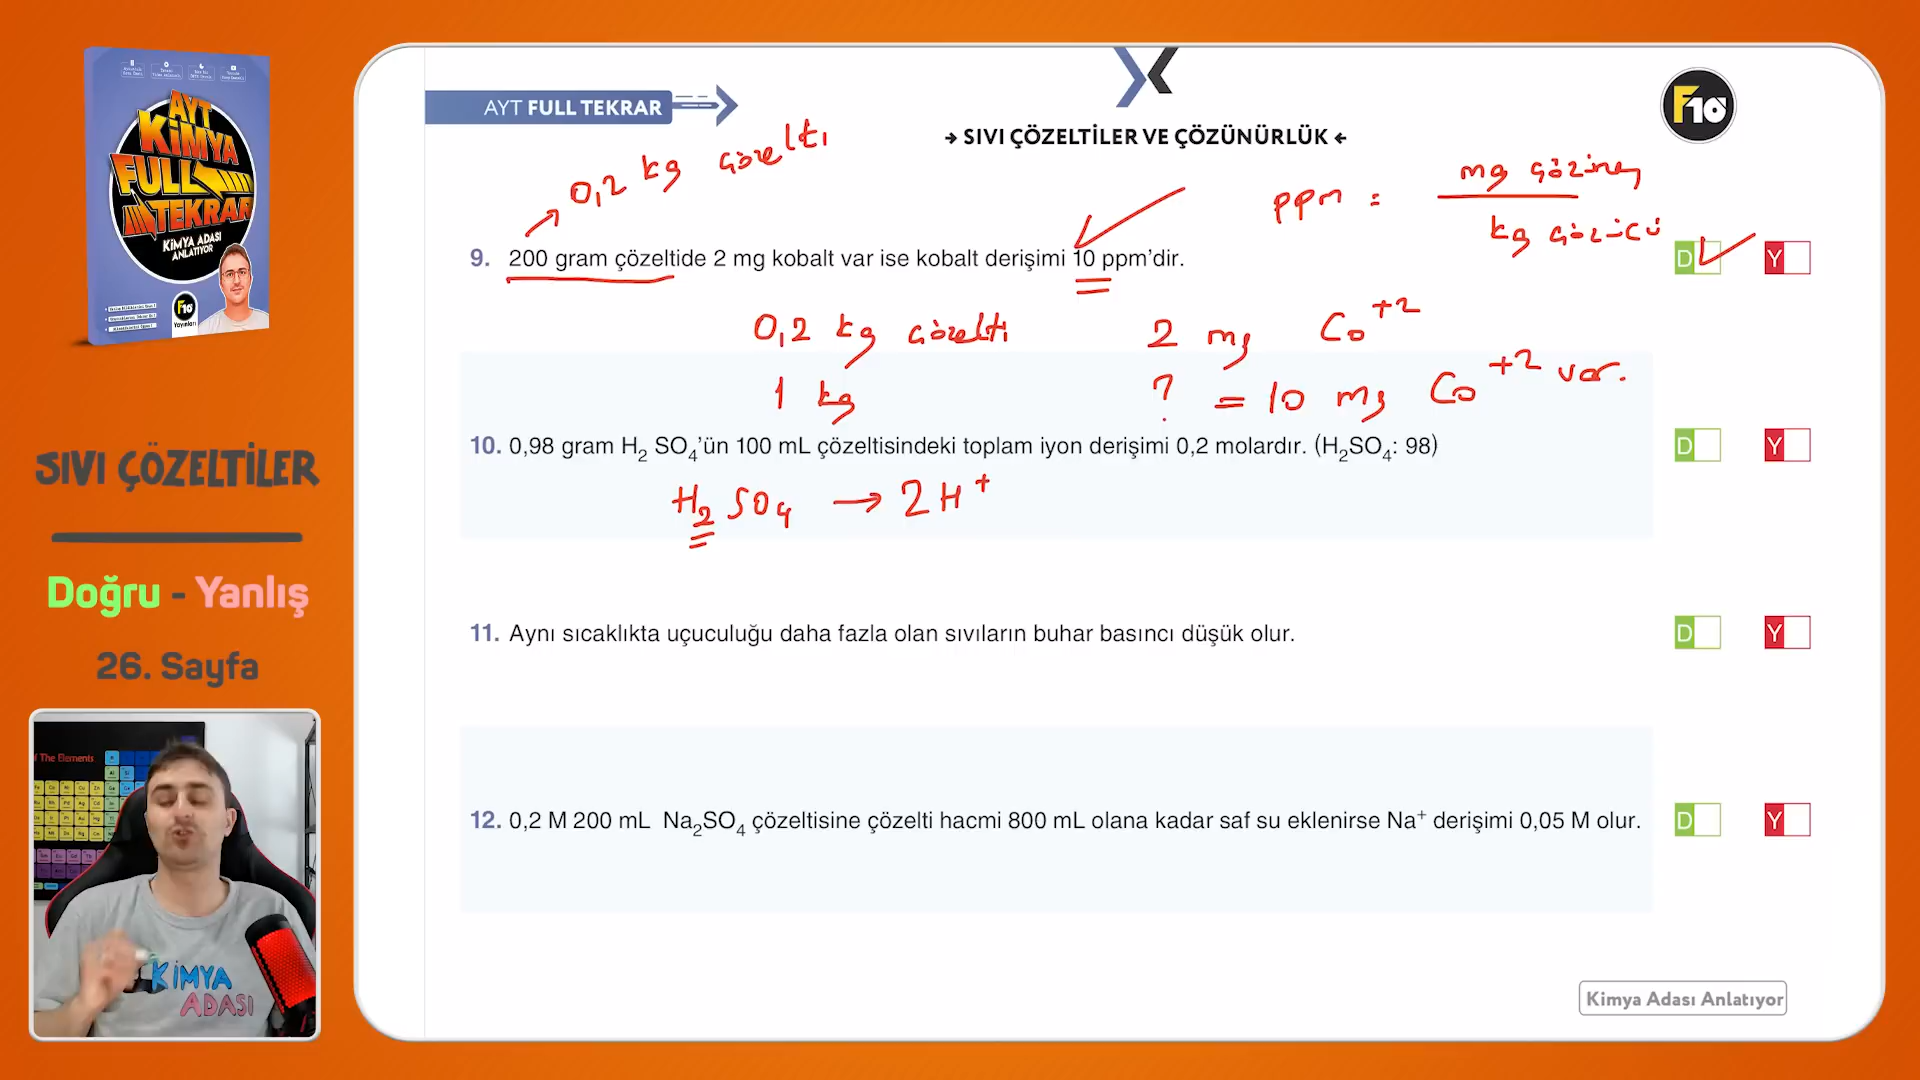 AYT
KİMYA
FULL
TEKRAR
KİMYA ADASI
ANLATIYOR
F10
Yayınları
SIVI ÇÖZELTİLER
Doğru - Yanlış
26. Sayfa
The Elements
KİMYA
ADASI
AYT FULL TEKRAR
→ SIVI ÇÖZELTİLER VE ÇÖZÜNÜRLÜK ←
F10
0,2 kg çözelti
ppm = mg çözünen
kg çözücü
9. 200 gram çözeltide 2 mg kobalt var ise kobalt derişimi 10 ppm'dir.
D Y
0,2 kg çözelti 2 mg Co⁺²
1 kg ? = 10 mg Co⁺² var.
10. 0,98 gram H₂ SO₄'ün 100 mL çözeltisindeki toplam iyon derişimi 0,2 molardır. (H₂SO₄: 98)
D Y
H₂SO₄ → 2H⁺
11. Aynı sıcaklıkta uçuculuğu daha fazla olan sıvıların buhar basıncı düşük olur.
D Y
12. 0,2 M 200 mL Na₂SO₄ çözeltisine çözelti hacmi 800 mL olana kadar saf su eklenirse Na⁺ derişimi 0,05 M olur.
D Y
Kimya Adası Anlatıyor